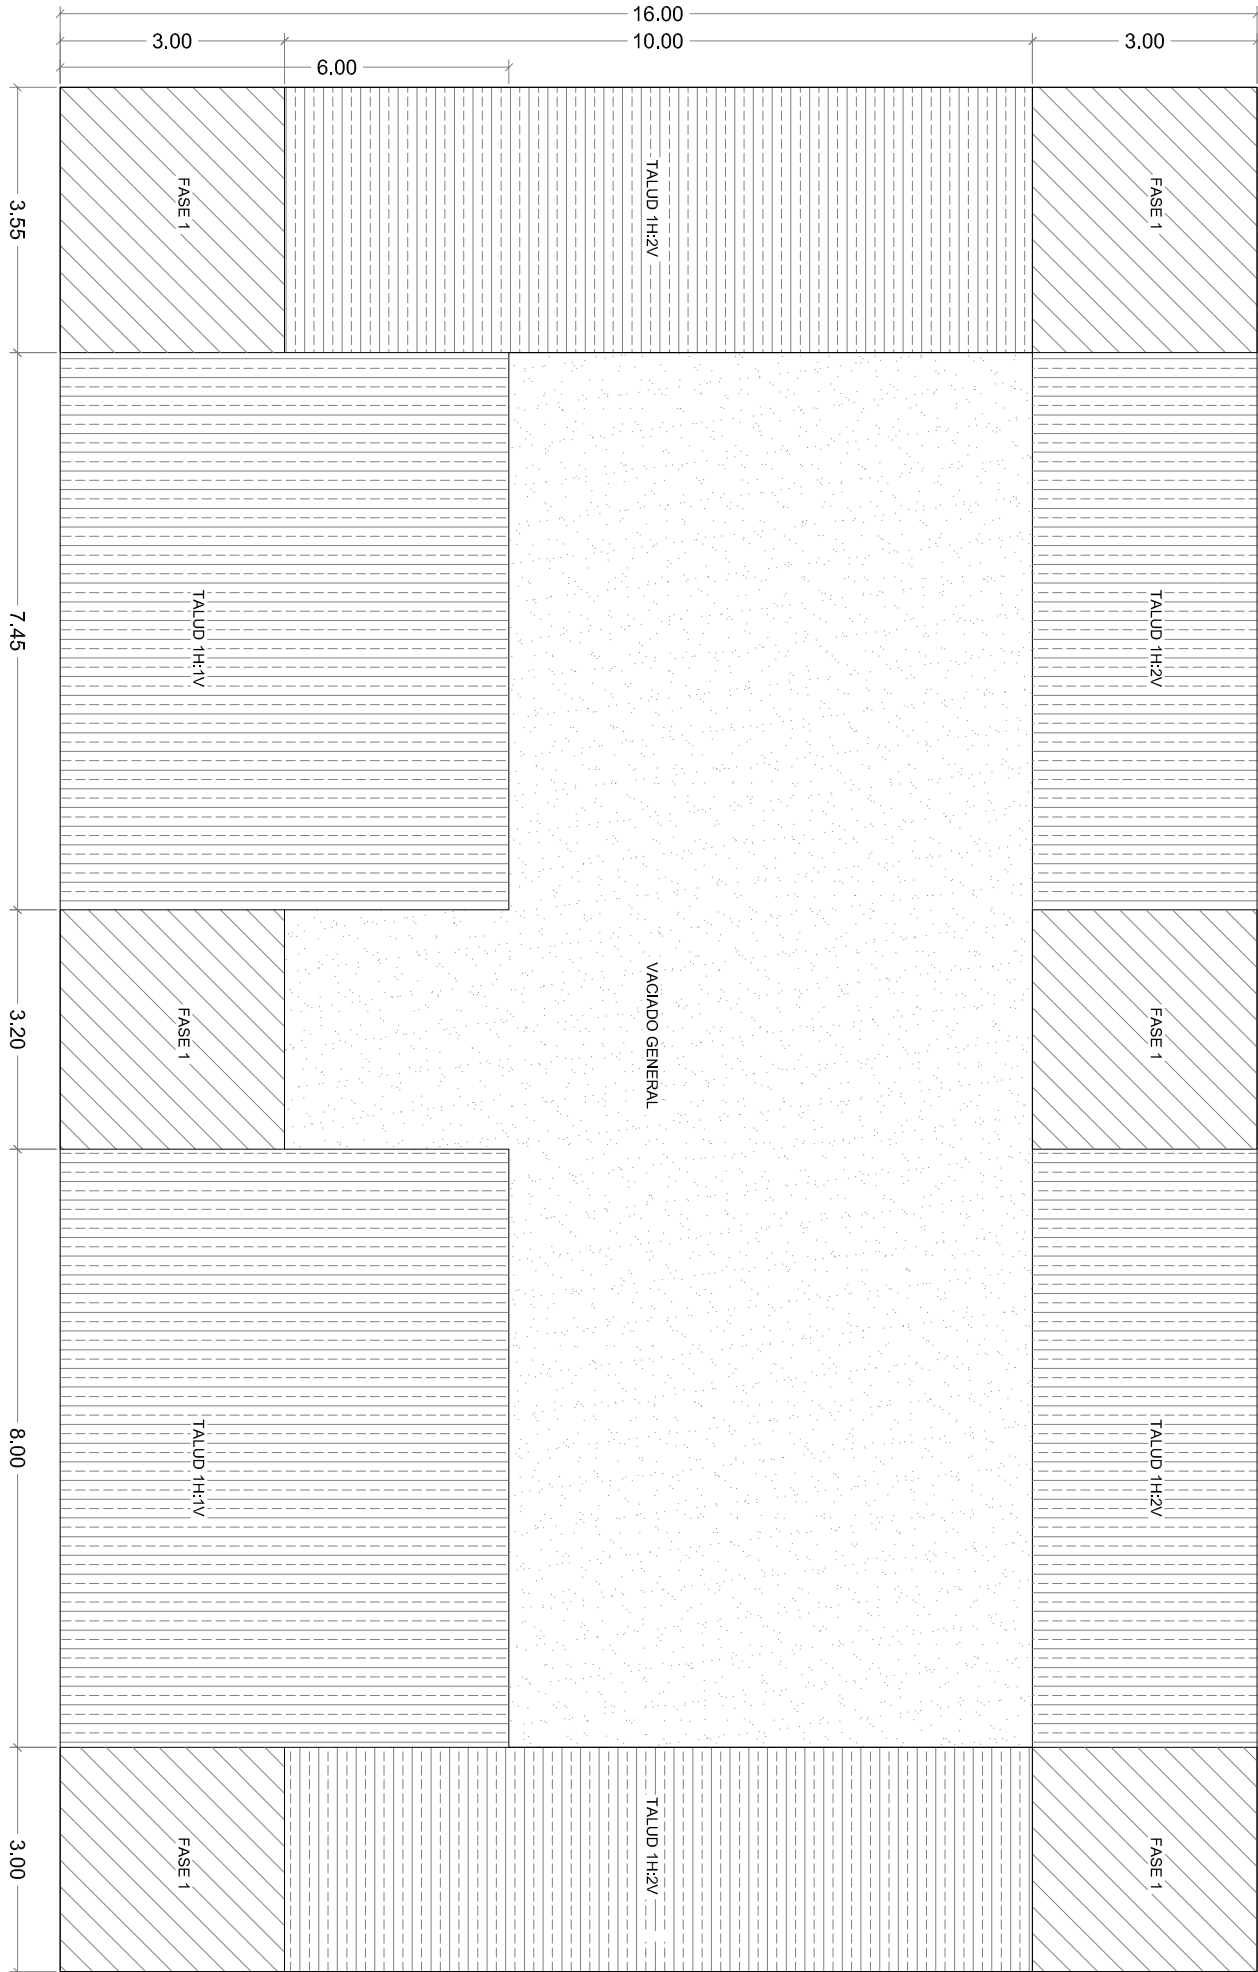 16.00
3.00
10.00
3.00
6.00
FASE 1
TALUD 1H:2V
FASE 1
3.55
TALUD 1H:1V
TALUD 1H:2V
7.45
FASE 1
VACIADO GENERAL
FASE 1
3.20
TALUD 1H:1V
TALUD 1H:2V
8.00
FASE 1
TALUD 1H:2V
FASE 1
3.00